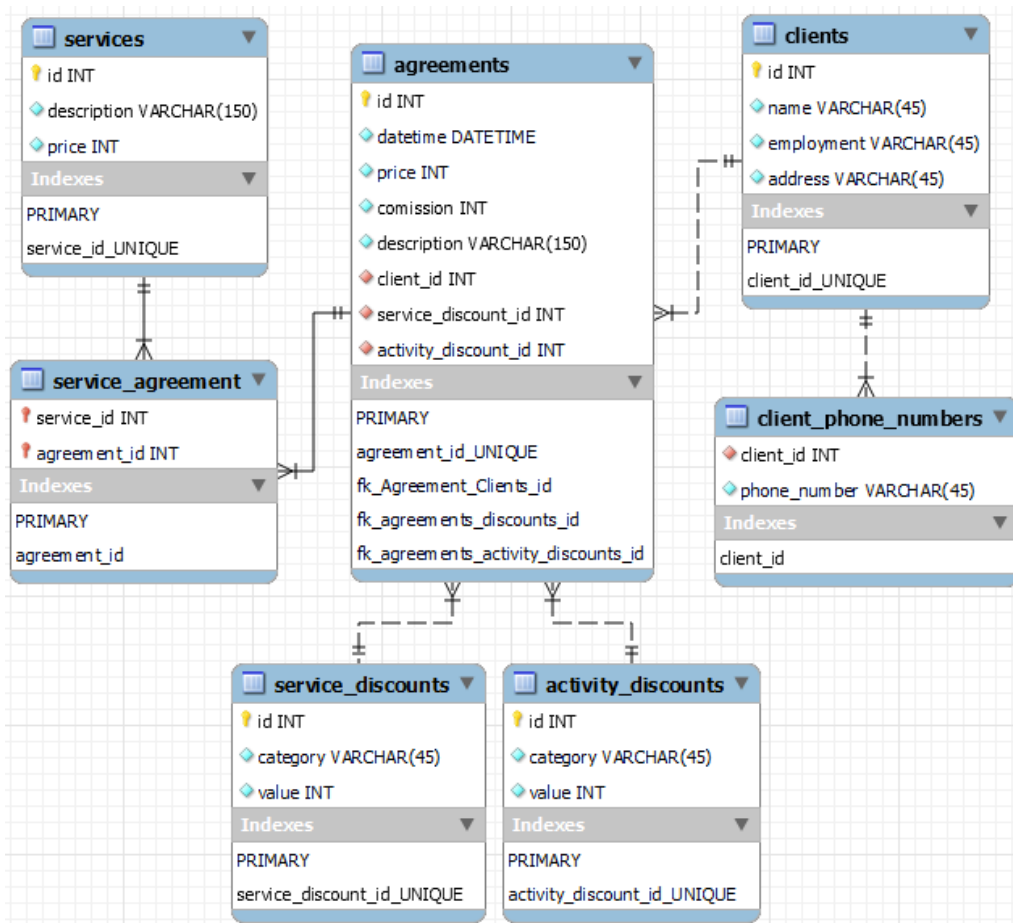 services
id INT
description VARCHAR(150)
price INT
Indexes
PRIMARY
service_id_UNIQUE
agreements
id INT
datetime DATETIME
price INT
comission INT
description VARCHAR(150)
client_id INT
service_discount_id INT
activity_discount_id INT
Indexes
PRIMARY
agreement_id_UNIQUE
fk_Agreement_Clients_id
fk_agreements_discounts_id
fk_agreements_activity_discounts_id
clients
id INT
name VARCHAR(45)
employment VARCHAR(45)
address VARCHAR(45)
Indexes
PRIMARY
client_id_UNIQUE
service_agreement
service_id INT
agreement_id INT
Indexes
PRIMARY
agreement_id
client_phone_numbers
client_id INT
phone_number VARCHAR(45)
Indexes
client_id
service_discounts
id INT
category VARCHAR(45)
value INT
Indexes
PRIMARY
service_discount_id_UNIQUE
activity_discounts
id INT
category VARCHAR(45)
value INT
Indexes
PRIMARY
activity_discount_id_UNIQUE